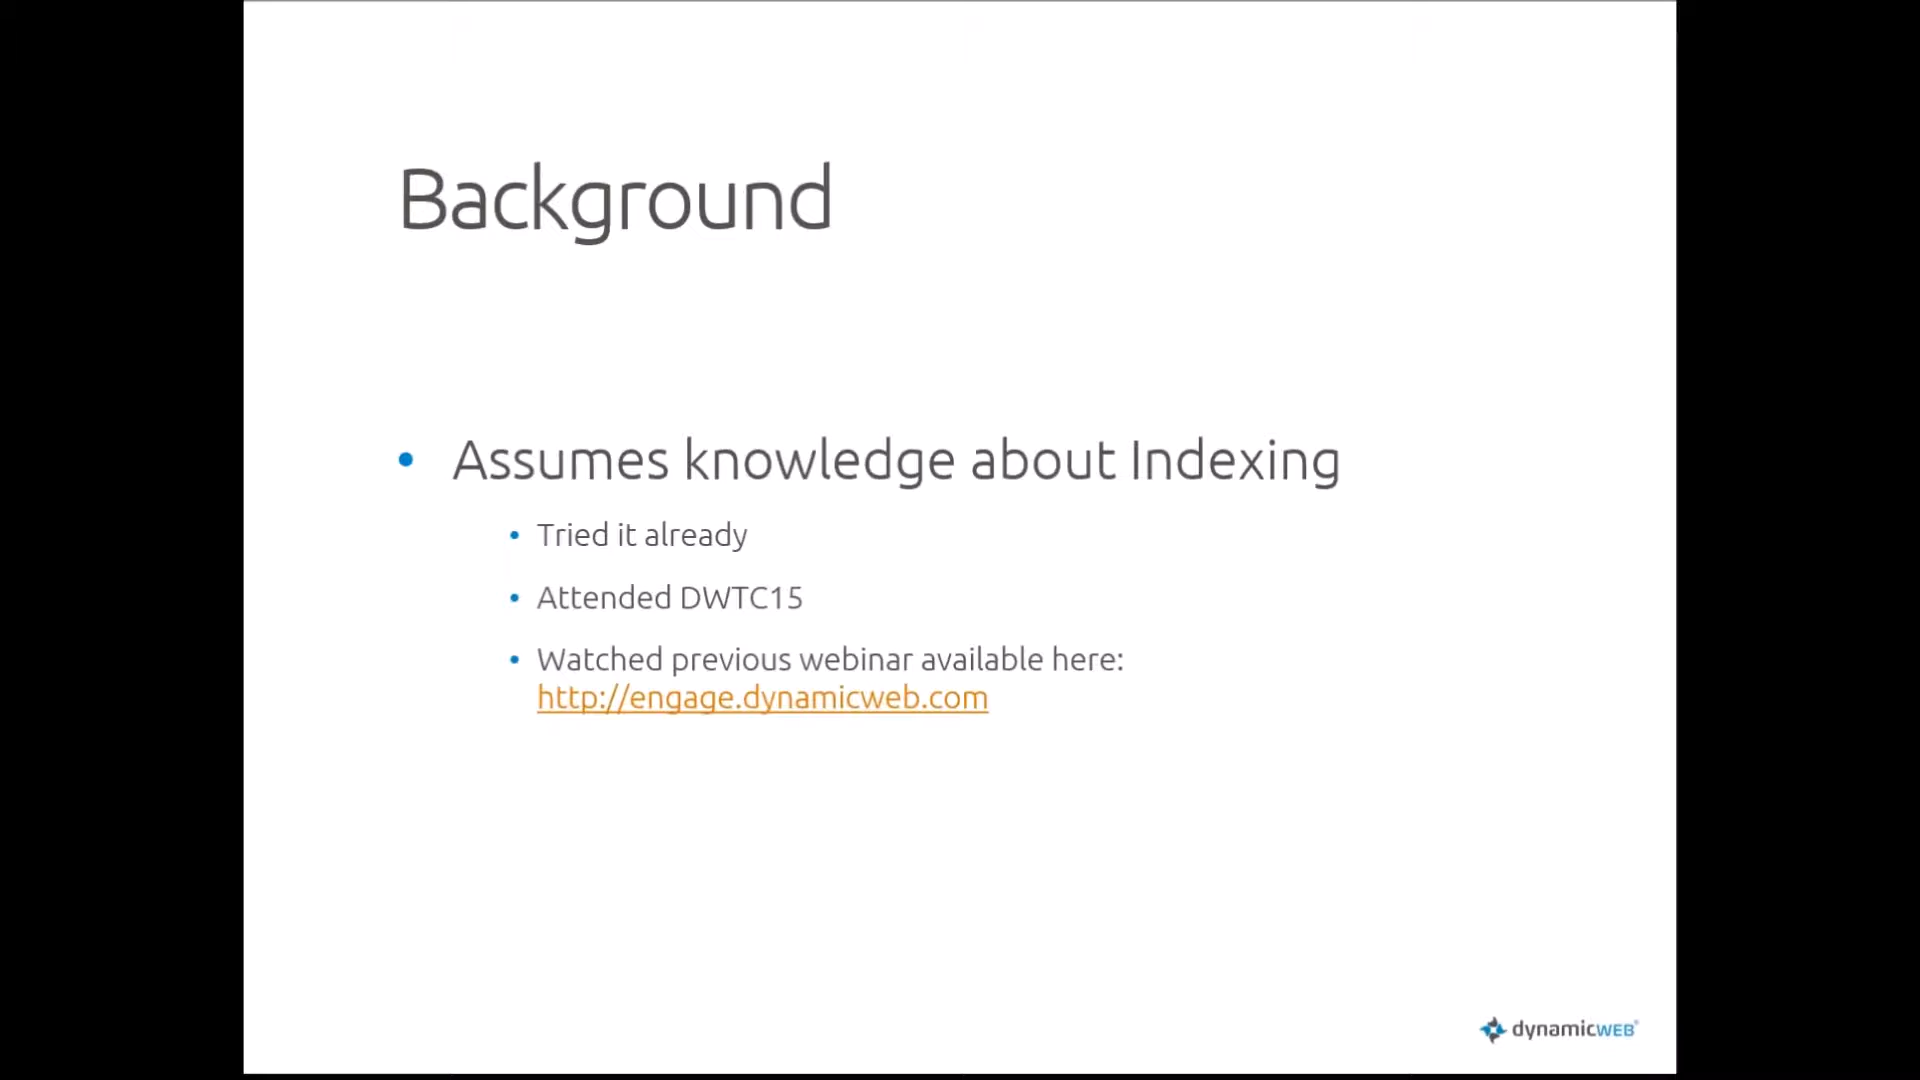 Background
• Assumes knowledge about Indexing
• Tried it already
• Attended DWTC15
• Watched previous webinar available here:
http://engage.dynamicweb.com
dynamicWEB®